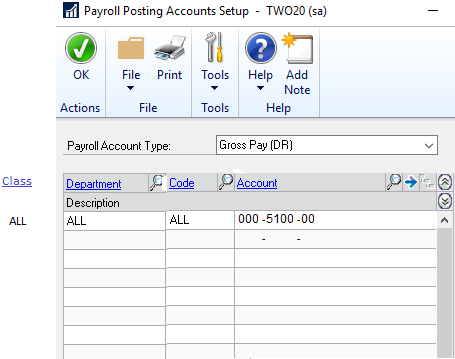 Payroll Posting Accounts Setup - TWO20 (sa)
OK File Print Tools Help Add Note
Actions File Tools Help
Payroll Account Type: Gross Pay (DR)
Class Department Code Account
Description
ALL ALL ALL 000 -5100 -00
- -